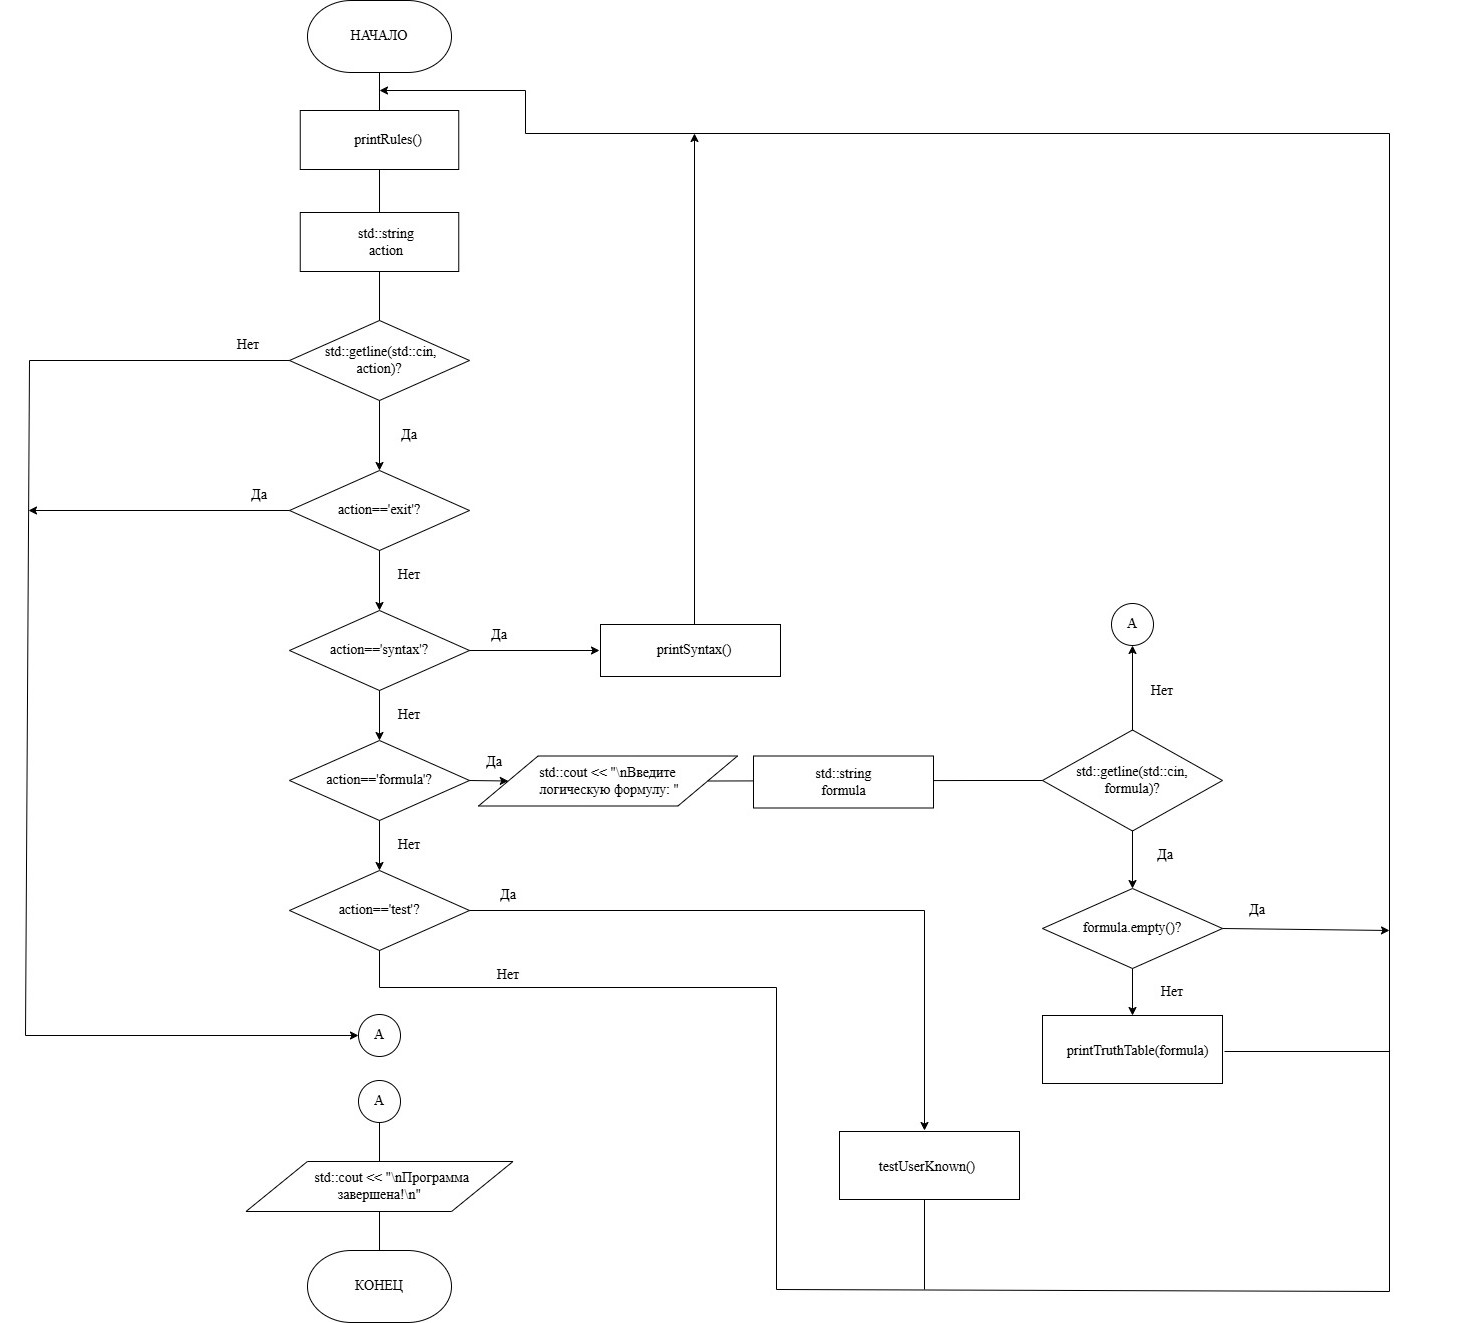 НАЧАЛО
printRules()
std::string
action
Нет
std::getline(std::cin,
action)?
Да
Да
action=='exit'?
Нет
action=='syntax'?
Да
printSyntax()
Нет
action=='formula'?
Да
std::cout << "\nВведите
логическую формулу: "
std::string
formula
std::getline(std::cin,
formula)?
Нет
A
Да
formula.empty()?
Да
Нет
printTruthTable(formula)
Нет
action=='test'?
Да
Нет
testUserKnown()
A
A
std::cout << "\nПрограмма
завершена!\n"
КОНЕЦ